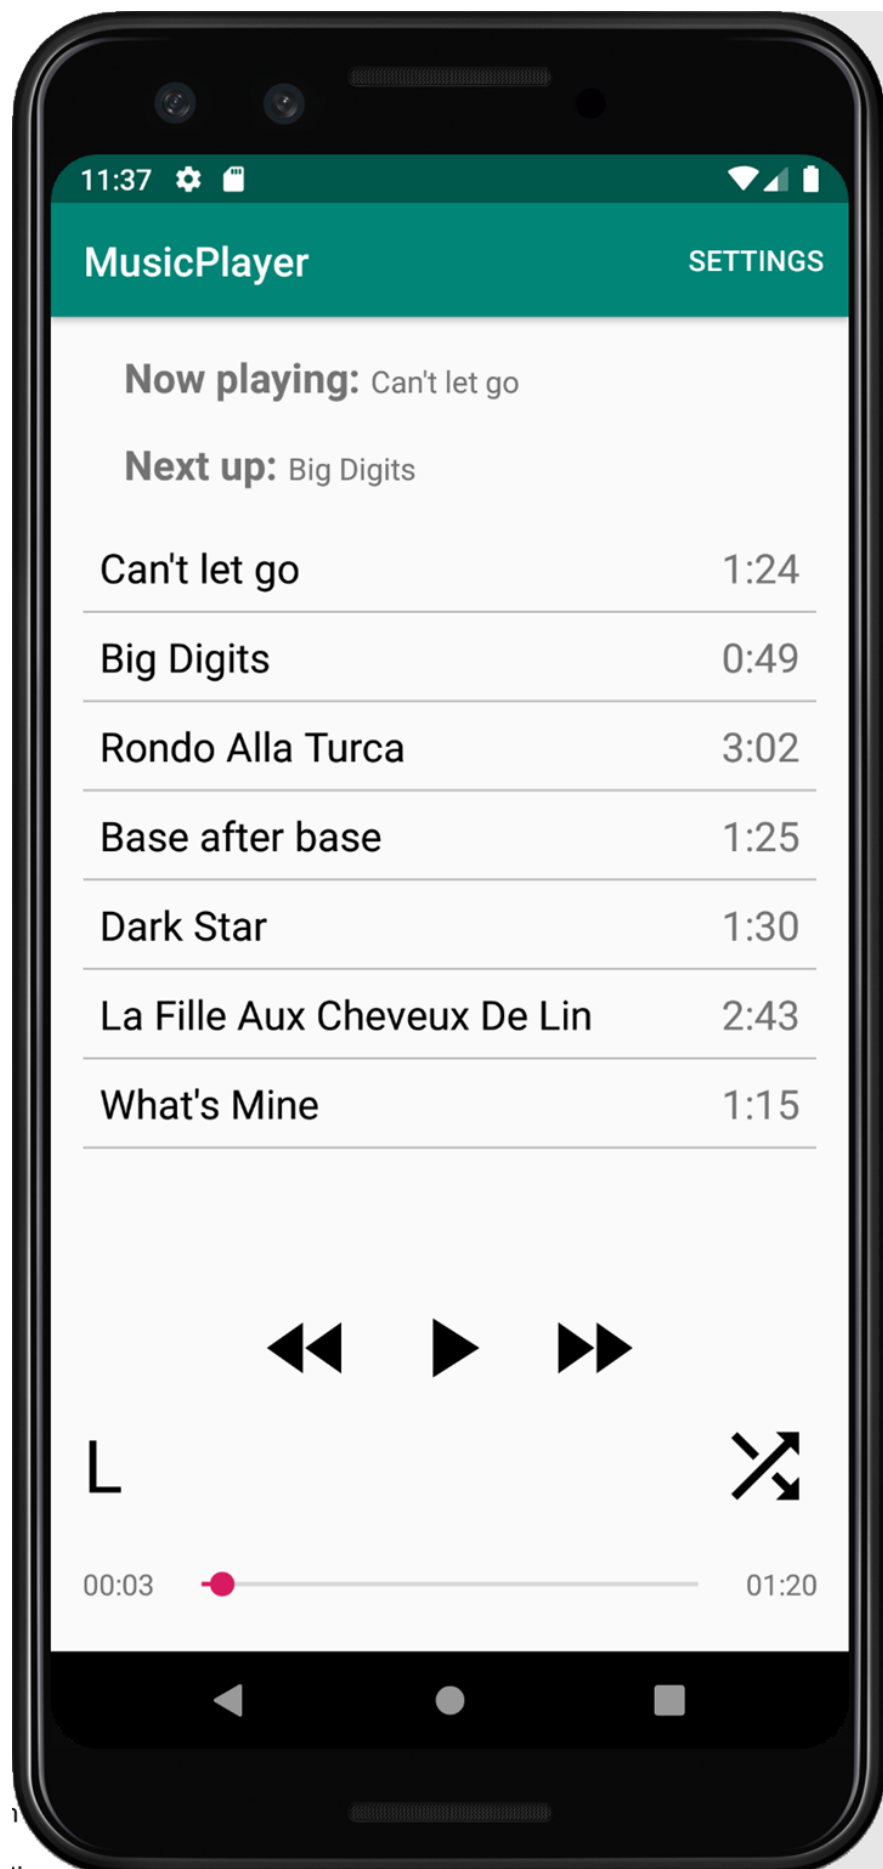 11:37
MusicPlayer SETTINGS
Now playing: Can't let go
Next up: Big Digits
Can't let go 1:24
Big Digits 0:49
Rondo Alla Turca 3:02
Base after base 1:25
Dark Star 1:30
La Fille Aux Cheveux De Lin 2:43
What's Mine 1:15
L
00:03 01:20